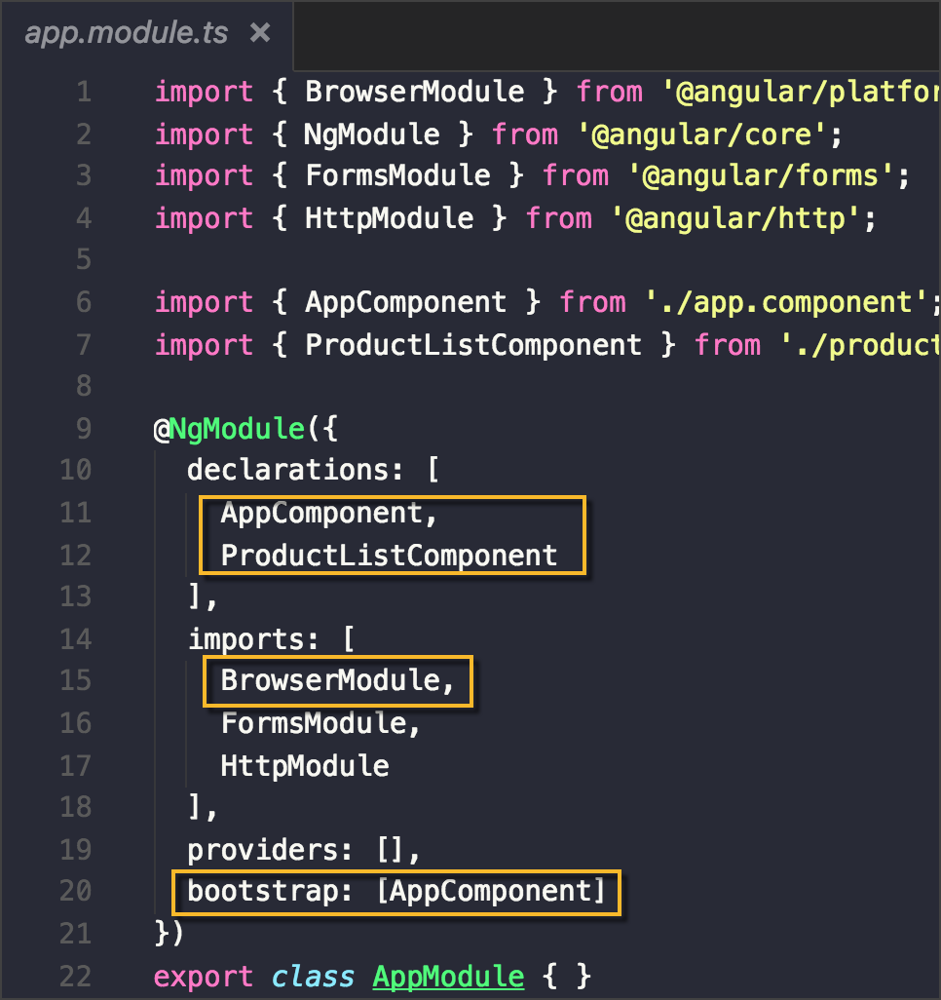 app.module.ts ×
1 import { BrowserModule } from '@angular/platfor
2 import { NgModule } from '@angular/core';
3 import { FormsModule } from '@angular/forms';
4 import { HttpModule } from '@angular/http';
5
6 import { AppComponent } from './app.component';
7 import { ProductListComponent } from './product
8
9 @NgModule({
10 declarations: [
11 AppComponent,
12 ProductListComponent
13 ],
14 imports: [
15 BrowserModule,
16 FormsModule,
17 HttpModule
18 ],
19 providers: [],
20 bootstrap: [AppComponent]
21 })
22 export class AppModule { }